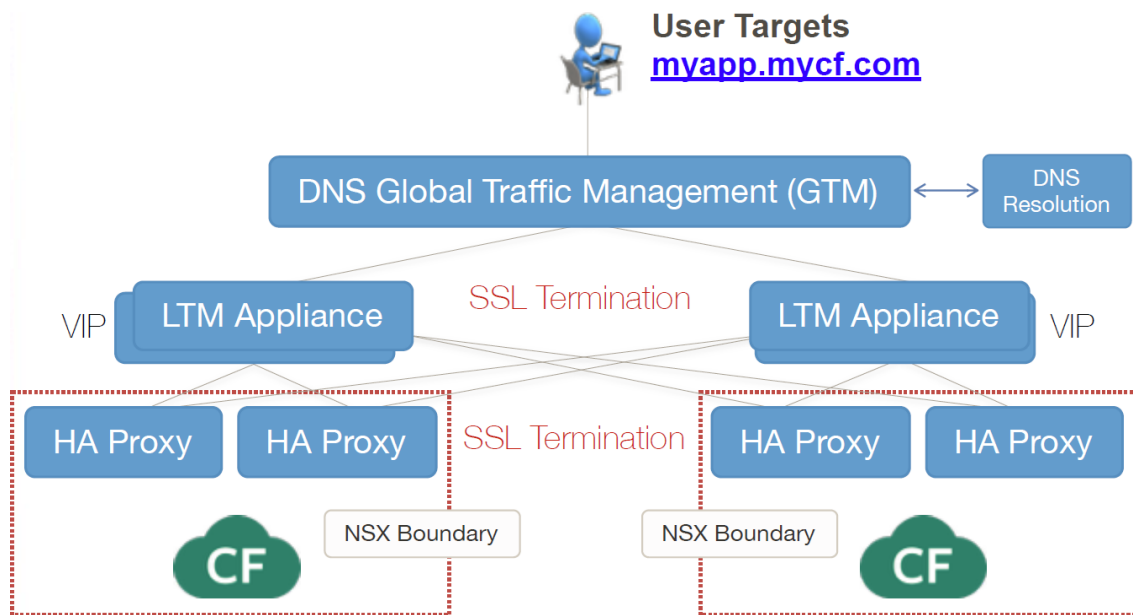 User Targets
myapp.mycf.com
DNS Global Traffic Management (GTM)
DNS
Resolution
VIP
LTM Appliance
SSL Termination
LTM Appliance
VIP
HA Proxy
HA Proxy
SSL Termination
HA Proxy
HA Proxy
NSX Boundary
NSX Boundary
CF
CF